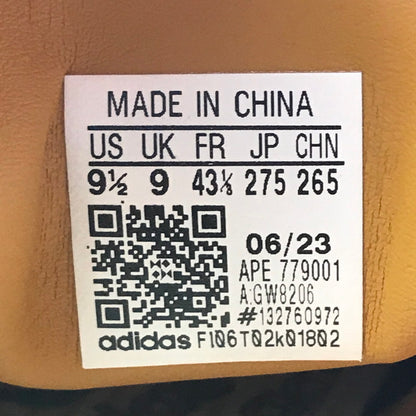 MADE IN CHINA
US UK FR JP CHN
9½ 9 43⅓ 275 265
06/23
APE 779001
A:GW8206
#132760972
adidas F106T02k01802